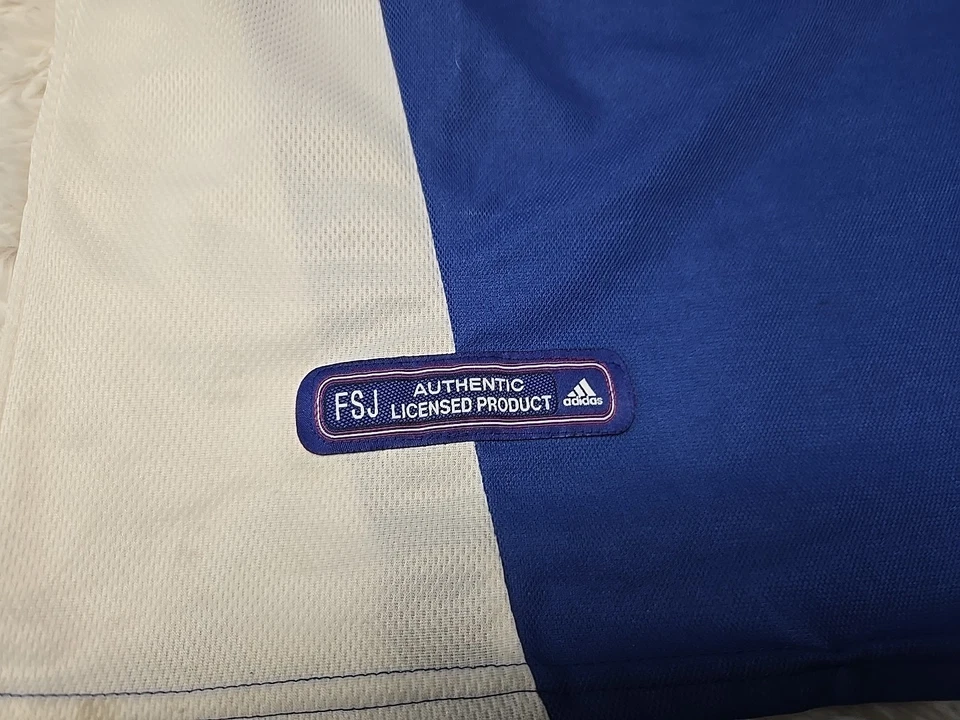 FSJ
AUTHENTIC
LICENSED PRODUCT
adidas